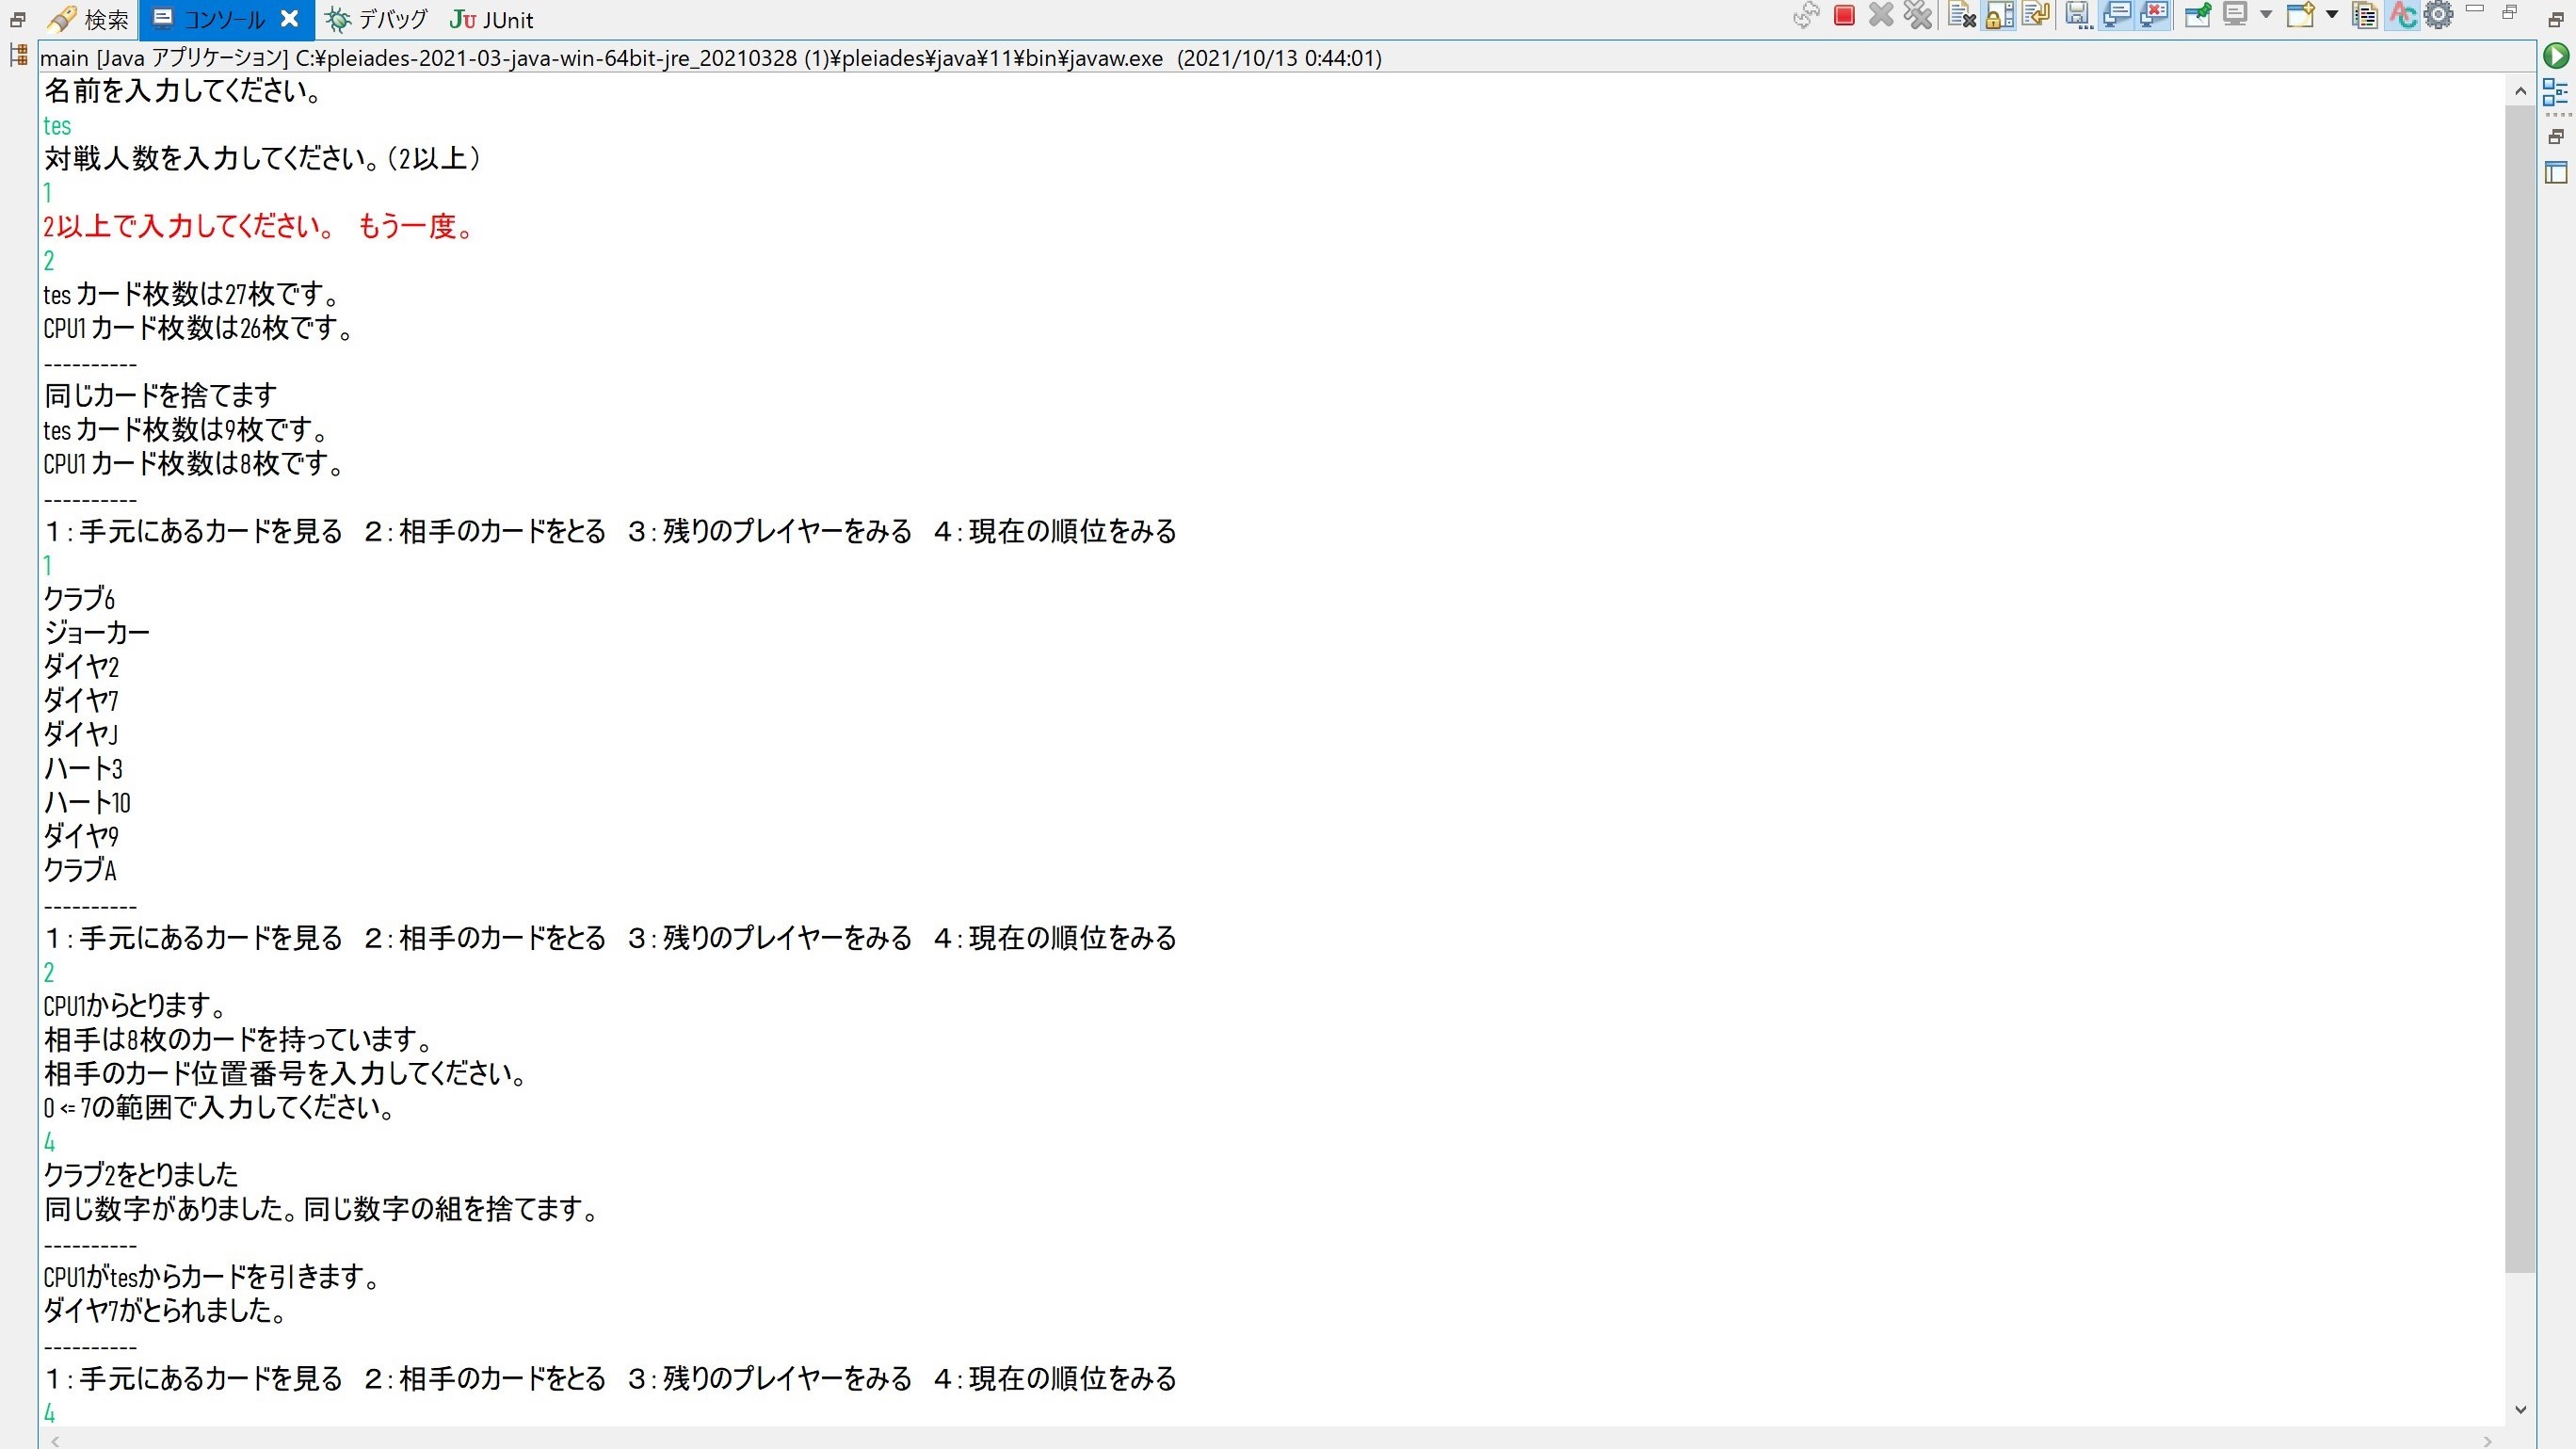 検索 コンソール デバッグ JUnit
main [Java アプリケーション] C:¥pleiades-2021-03-java-win-64bit-jre_20210328 (1)¥pleiades¥java¥11¥bin¥javaw.exe (2021/10/13 0:44:01)
名前を入力してください。
tes
対戦人数を入力してください。（2以上）
1
2以上で入力してください。 もう一度。
2
tes カード枚数は27枚です。
CPU1 カード枚数は26枚です。
----------
同じカードを捨てます
tes カード枚数は9枚です。
CPU1 カード枚数は8枚です。
----------
１：手元にあるカードを見る　２：相手のカードをとる　３：残りのプレイヤーをみる　４：現在の順位をみる
1
クラブ6
ジョーカー
ダイヤ2
ダイヤ7
ダイヤJ
ハート3
ハート10
ダイヤ9
クラブA
----------
１：手元にあるカードを見る　２：相手のカードをとる　３：残りのプレイヤーをみる　４：現在の順位をみる
2
CPU1からとります。
相手は8枚のカードを持っています。
相手のカード位置番号を入力してください。
0 <= 7の範囲で入力してください。
4
クラブ2をとりました
同じ数字がありました。同じ数字の組を捨てます。
----------
CPU1がtesからカードを引きます。
ダイヤ7がとられました。
----------
１：手元にあるカードを見る　２：相手のカードをとる　３：残りのプレイヤーをみる　４：現在の順位をみる
4